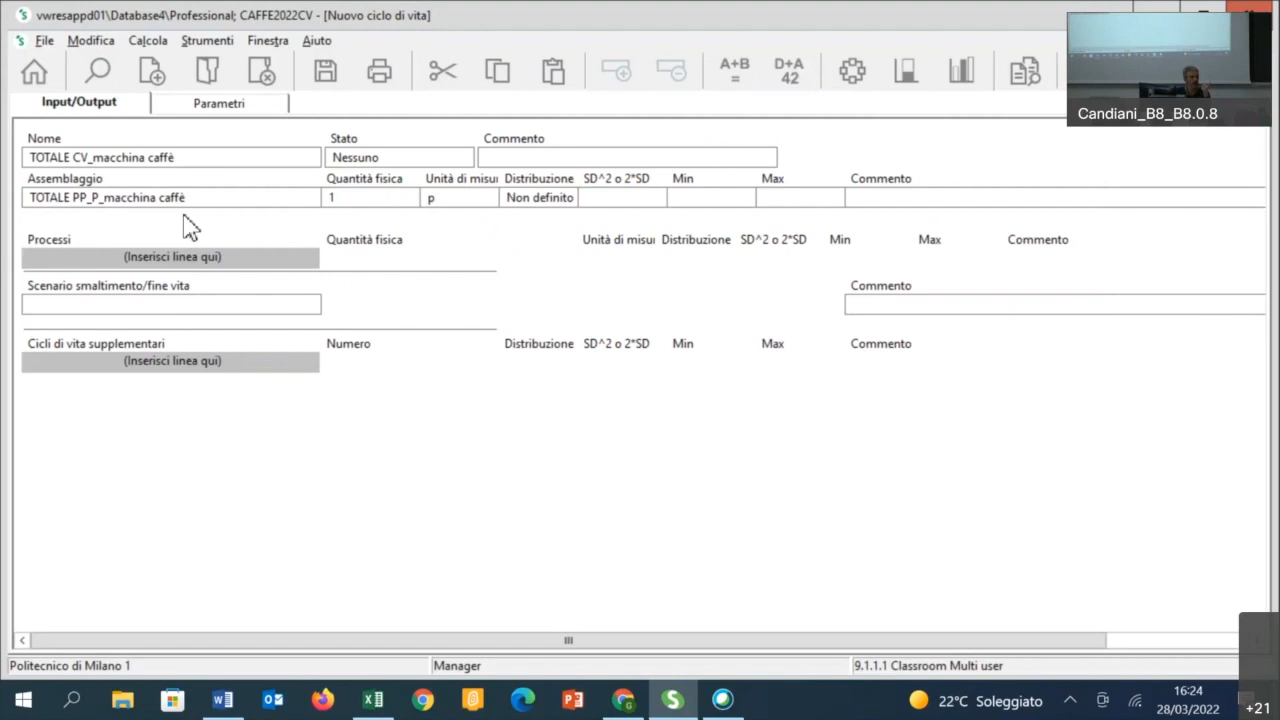 vwresappd01\Database4\Professional; CAFFE2022CV - [Nuovo ciclo di vita]
File Modifica Calcola Strumenti Finestra Aiuto
A+B
=
D+A
42
Input/Output Parametri
Candiani_B8_B8.0.8
Nome Stato Commento
TOTALE CV_macchina caffè Nessuno
Assemblaggio Quantità fisica Unità di misur Distribuzione SD^2 o 2*SD Min Max Commento
TOTALE PP_P_macchina caffè 1 p Non definito
Processi Quantità fisica Unità di misur Distribuzione SD^2 o 2*SD Min Max Commento
(Inserisci linea qui)
Scenario smaltimento/fine vita Commento
Cicli di vita supplementari Numero Distribuzione SD^2 o 2*SD Min Max Commento
(Inserisci linea qui)
Politecnico di Milano 1 Manager 9.1.1.1 Classroom Multi user
22°C Soleggiato
16:24
28/03/2022
+21